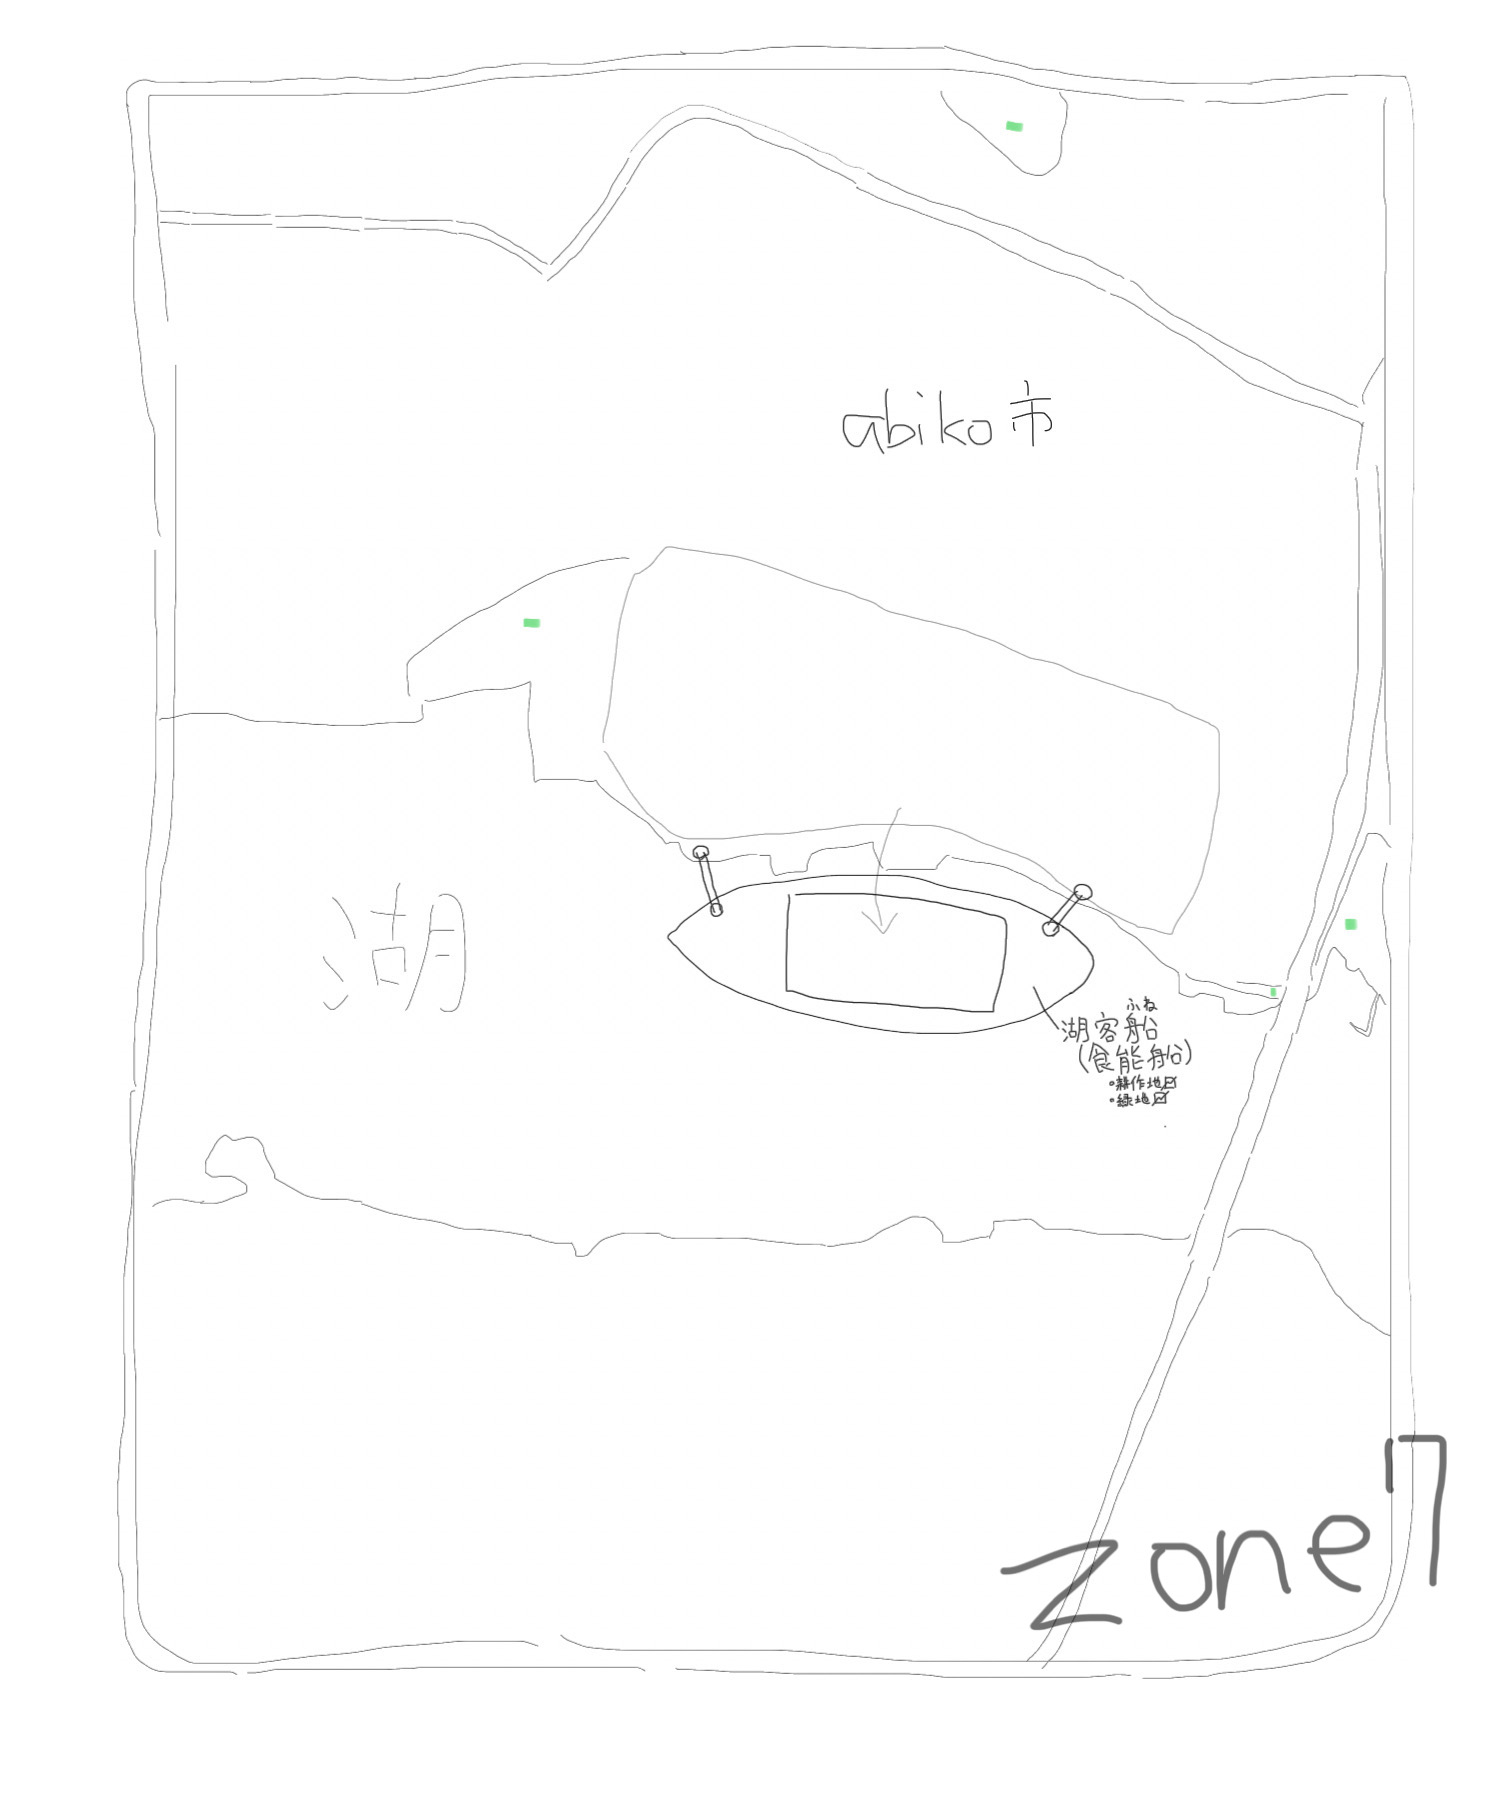 abiko市
湖
ふね
湖客船
(食能船)
・耕作地
・緑地
zone7